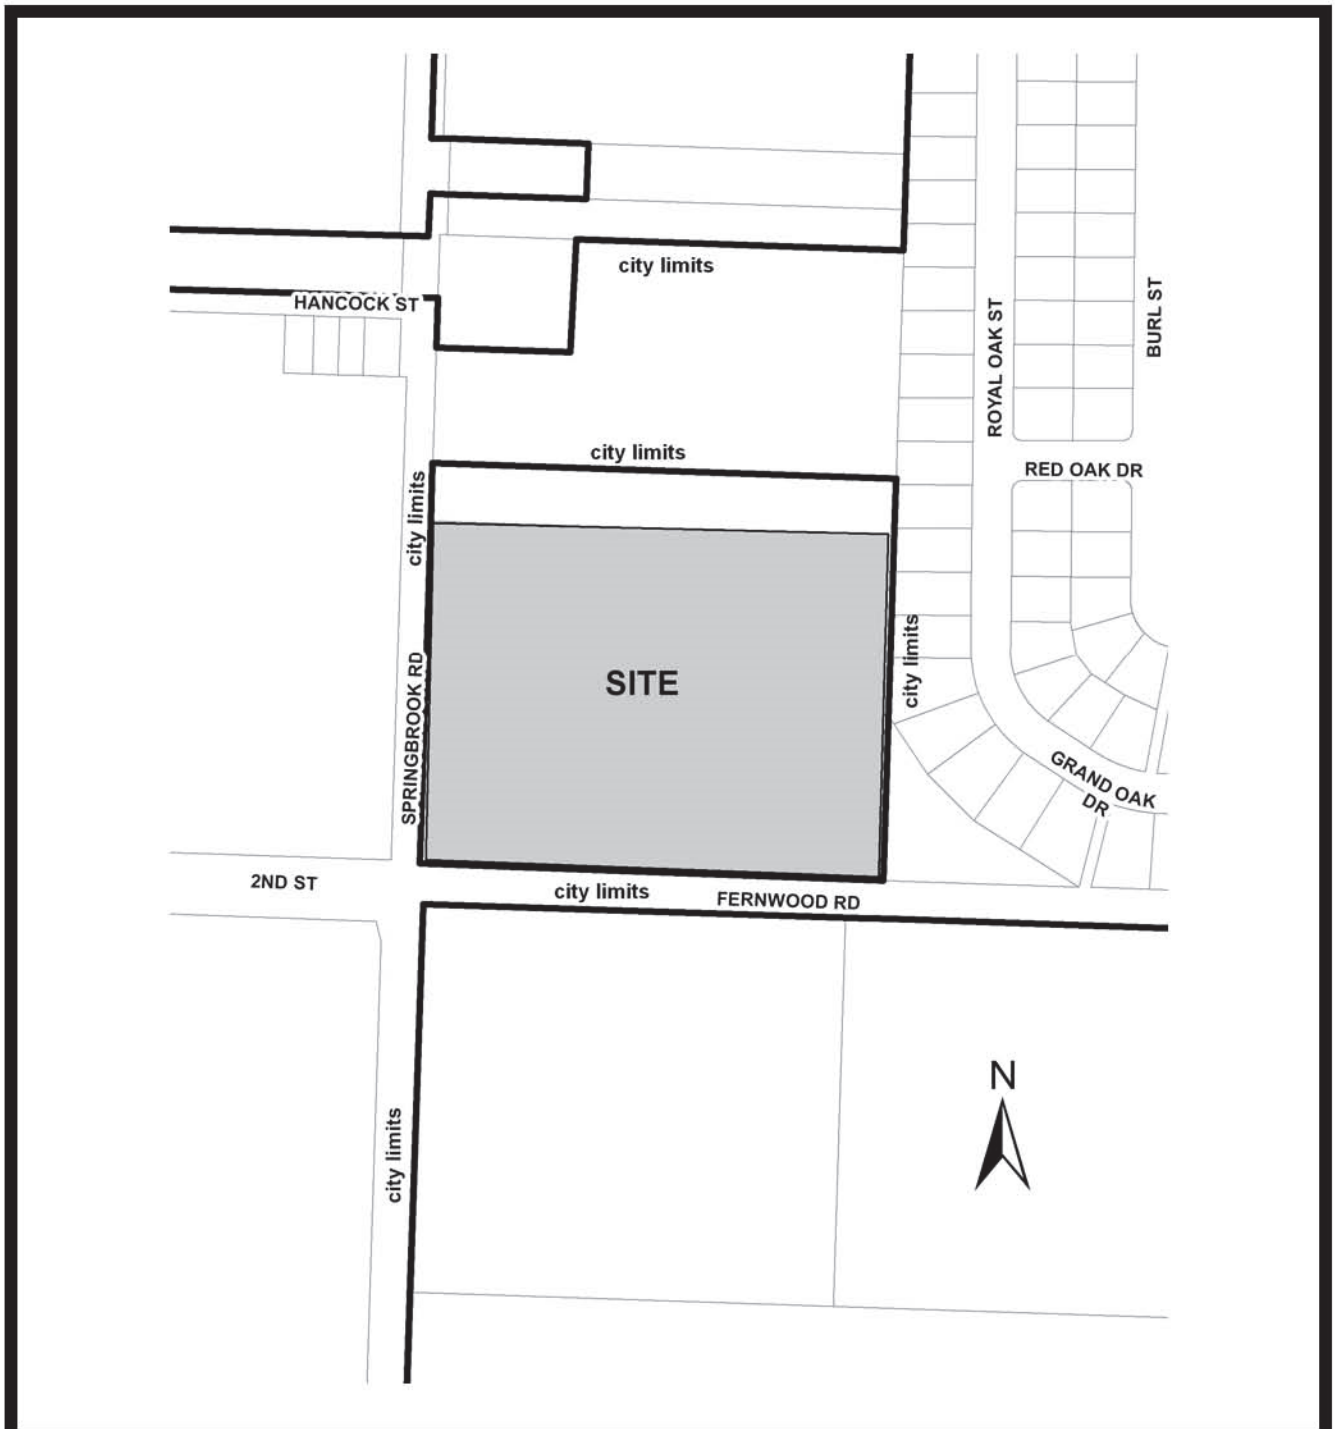 city limits
HANCOCK ST
BURL ST
ROYAL OAK ST
city limits
RED OAK DR
city limits
SITE
city limits
SPRINGBROOK RD
GRAND OAK
DR
2ND ST
city limits
FERNWOOD RD
N
city limits